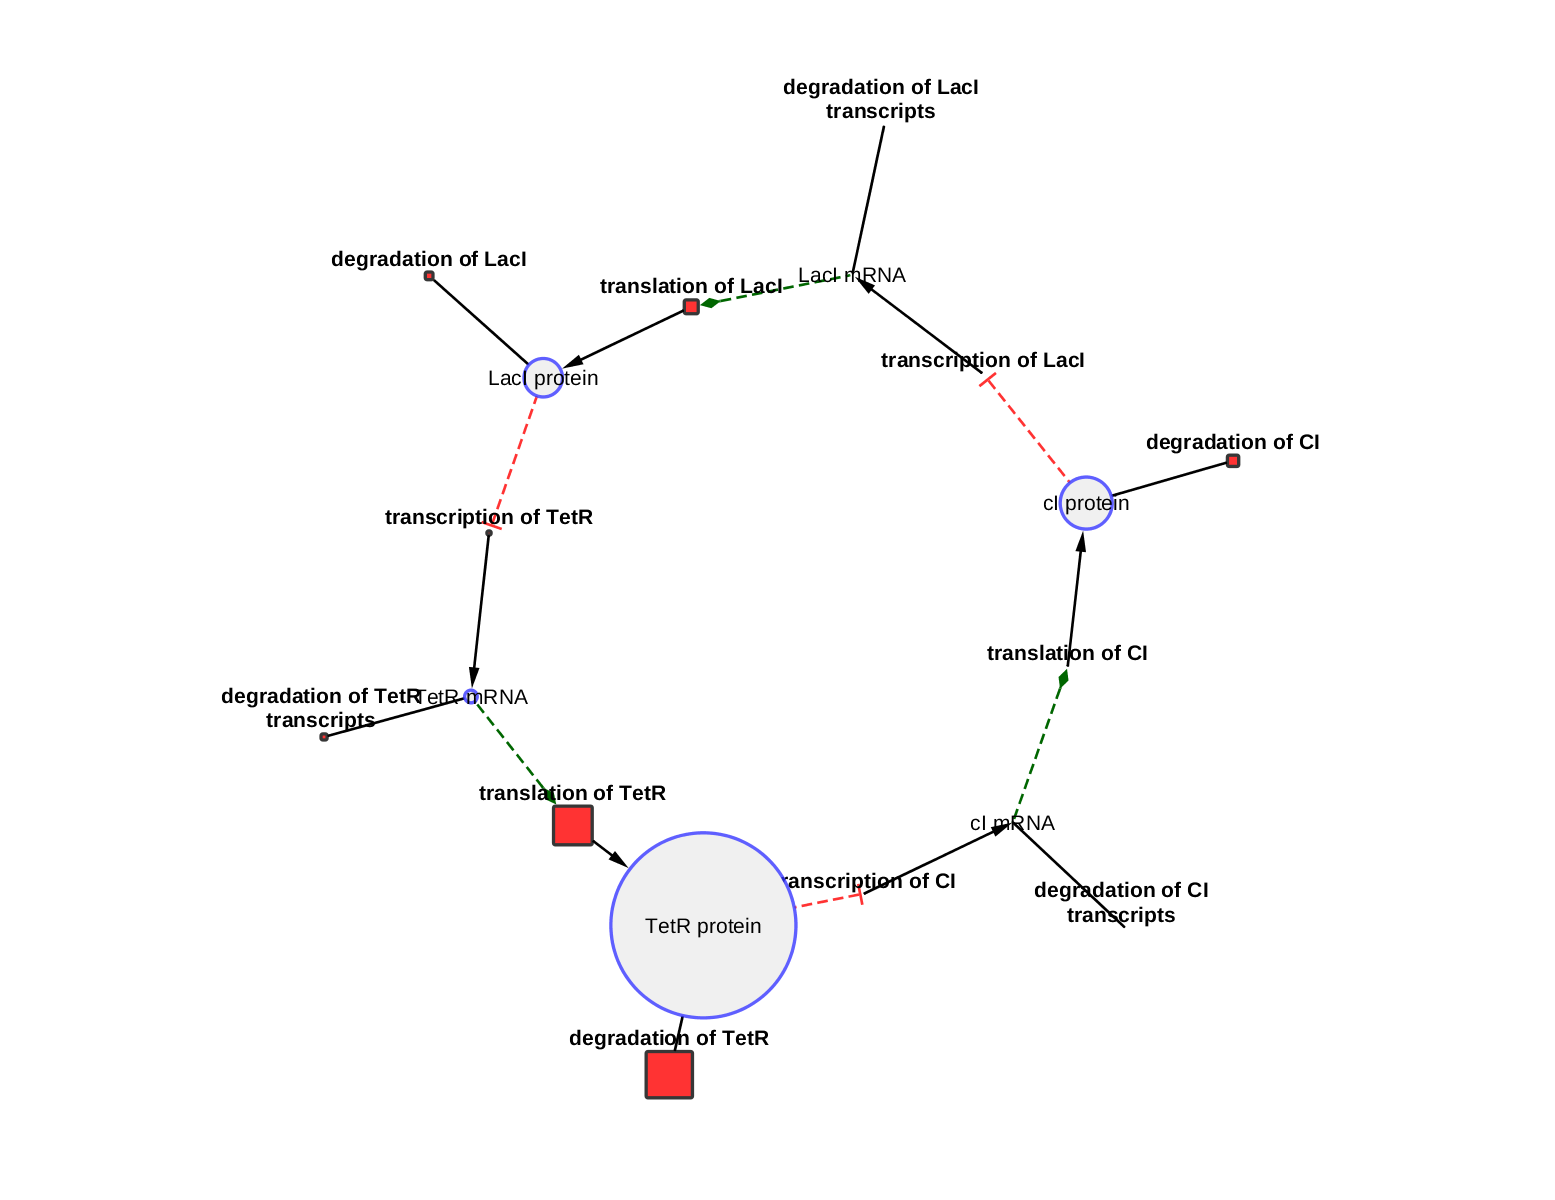 degradation of LacI
transcripts
degradation of LacI
translation of LacI
LacI mRNA
transcription of LacI
LacI protein
degradation of CI
cI protein
transcription of TetR
translation of CI
degradation of TetR
transcripts
TetR mRNA
translation of TetR
cI mRNA
ranscription of CI
degradation of CI
transcripts
TetR protein
degradation of TetR